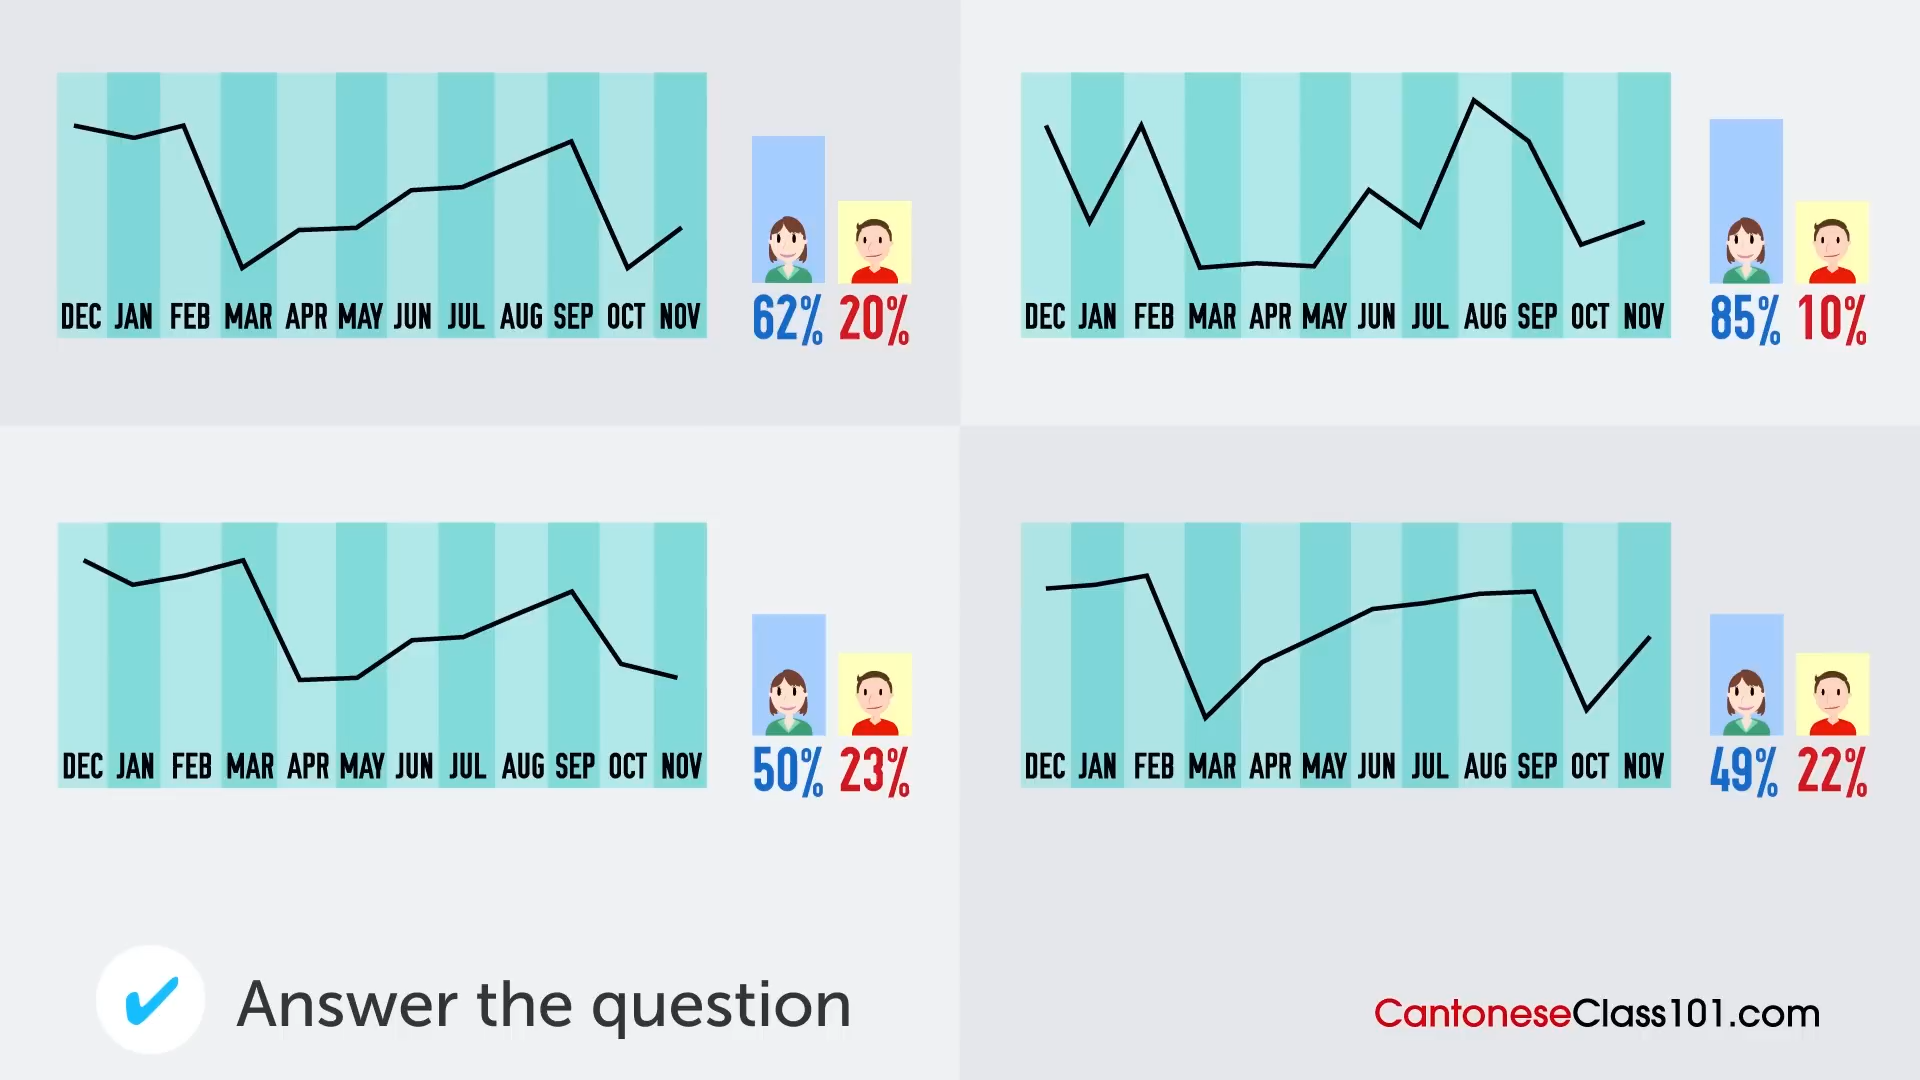 DEC JAN FEB MAR APR MAY JUN JUL AUG SEP OCT NOV
62% 20%
DEC JAN FEB MAR APR MAY JUN JUL AUG SEP OCT NOV
85% 10%
DEC JAN FEB MAR APR MAY JUN JUL AUG SEP OCT NOV
50% 23%
DEC JAN FEB MAR APR MAY JUN JUL AUG SEP OCT NOV
49% 22%
Answer the question
CantoneseClass101.com